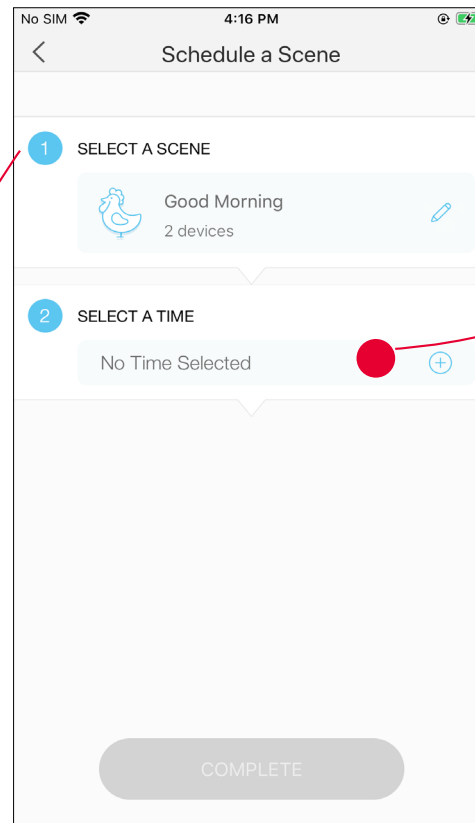 No SIM 4:16 PM
Schedule a Scene
1 SELECT A SCENE
Good Morning
2 devices
2 SELECT A TIME
No Time Selected
COMPLETE